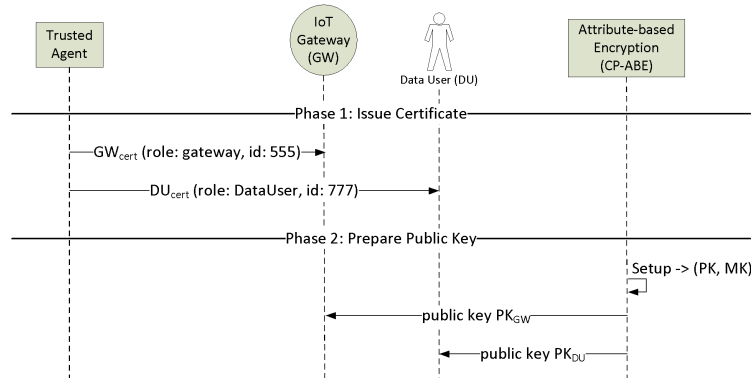 Trusted
Agent
IoT
Gateway
(GW)
Data User (DU)
Attribute-based
Encryption
(CP-ABE)
Phase 1: Issue Certificate
GWcert (role: gateway, id: 555)
DUcert (role: DataUser, id: 777)
Phase 2: Prepare Public Key
Setup -> (PK, MK)
public key PKGW
public key PKDU